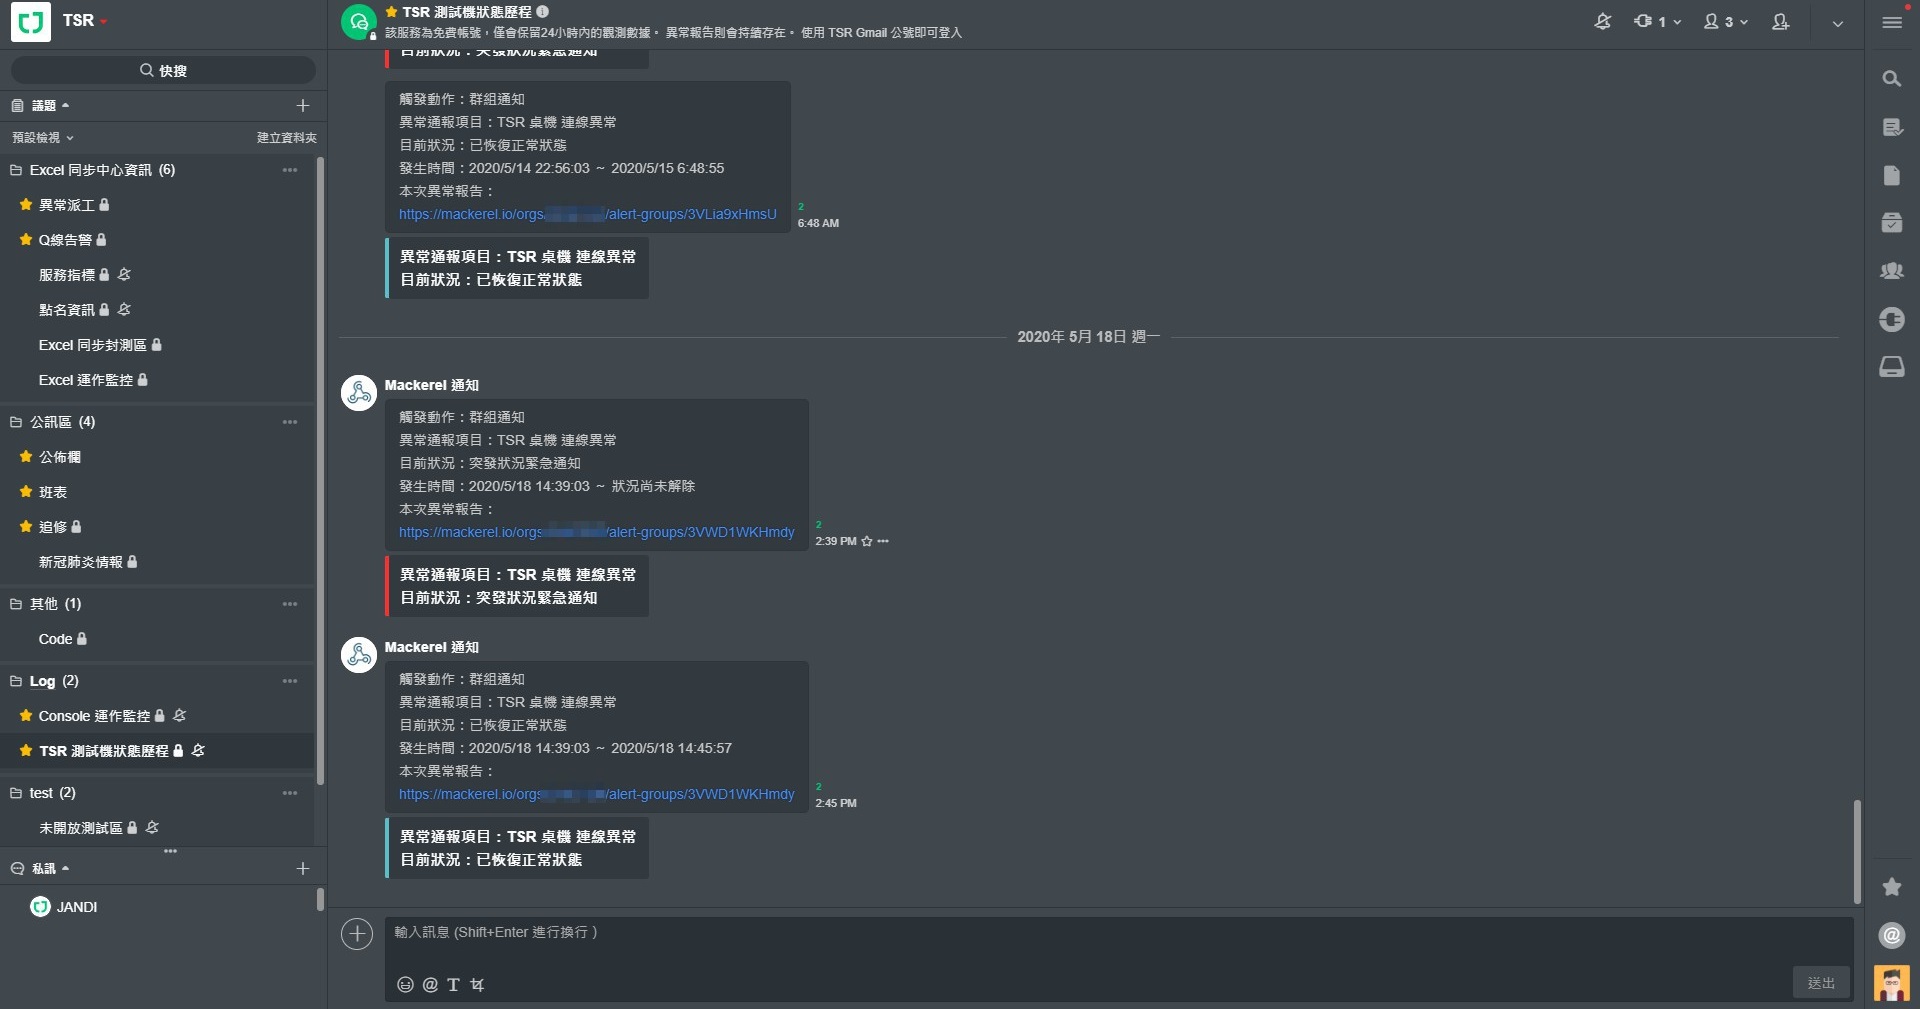 TSR
快搜
議題
預設檢視
建立資料夾
Excel 同步中心資訊 (6)
異常派工
Q線告警
服務指標
點名資訊
Excel 同步封測區
Excel 運作監控
公訊區 (4)
公佈欄
班表
追修
新冠肺炎情報
其他 (1)
Code
Log (2)
Console 運作監控
TSR 測試機狀態歷程
test (2)
未開放測試區
私訊
JANDI
TSR 測試機狀態歷程
該服務為免費帳號，僅會保留24小時內的觀測數據。 異常報告則會持續存在。 使用 TSR Gmail 公號即可登入
1
3
目前狀況：突發狀況緊急通知
觸發動作：群組通知
異常通報項目：TSR 桌機 連線異常
目前狀況：已恢復正常狀態
發生時間：2020/5/14 22:56:03 ～ 2020/5/15 6:48:55
本次異常報告：
https://mackerel.io/orgs/ /alert-groups/3VLia9xHmsU
2
6:48 AM
異常通報項目：TSR 桌機 連線異常
目前狀況：已恢復正常狀態
2020年 5月 18日 週一
Mackerel 通知
觸發動作：群組通知
異常通報項目：TSR 桌機 連線異常
目前狀況：突發狀況緊急通知
發生時間：2020/5/18 14:39:03 ～ 狀況尚未解除
本次異常報告：
https://mackerel.io/orgs /alert-groups/3VWD1WKHmdy
2
2:39 PM
異常通報項目：TSR 桌機 連線異常
目前狀況：突發狀況緊急通知
Mackerel 通知
觸發動作：群組通知
異常通報項目：TSR 桌機 連線異常
目前狀況：已恢復正常狀態
發生時間：2020/5/18 14:39:03 ～ 2020/5/18 14:45:57
本次異常報告：
https://mackerel.io/orgs /alert-groups/3VWD1WKHmdy
2
2:45 PM
異常通報項目：TSR 桌機 連線異常
目前狀況：已恢復正常狀態
輸入訊息 (Shift+Enter 進行換行 )
送出